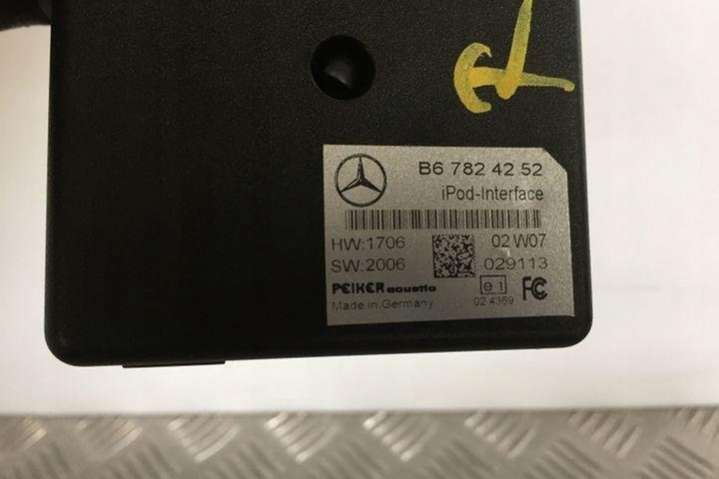 B6 782 42 52
iPod-Interface
HW:1706 02 W07
SW:2006 029113
PEIKER acustic e1 FC
Made in Germany 02 4369